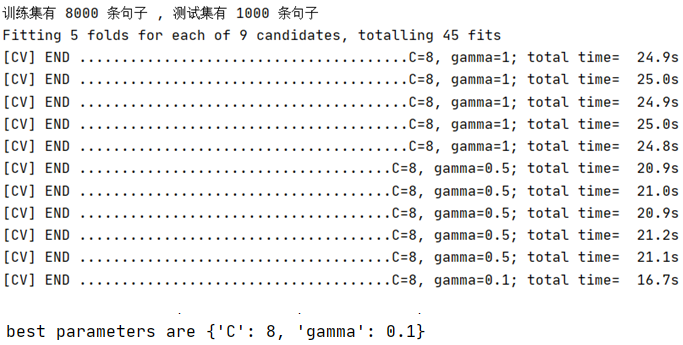 训练集有 8000 条句子 , 测试集有 1000 条句子
Fitting 5 folds for each of 9 candidates, totalling 45 fits
[CV] END .......................................C=8, gamma=1; total time=  24.9s
[CV] END .......................................C=8, gamma=1; total time=  25.0s
[CV] END .......................................C=8, gamma=1; total time=  24.9s
[CV] END .......................................C=8, gamma=1; total time=  25.0s
[CV] END .......................................C=8, gamma=1; total time=  24.8s
[CV] END .....................................C=8, gamma=0.5; total time=  20.9s
[CV] END .....................................C=8, gamma=0.5; total time=  21.0s
[CV] END .....................................C=8, gamma=0.5; total time=  20.9s
[CV] END .....................................C=8, gamma=0.5; total time=  21.2s
[CV] END .....................................C=8, gamma=0.5; total time=  21.1s
[CV] END .....................................C=8, gamma=0.1; total time=  16.7s
best parameters are {'C': 8, 'gamma': 0.1}